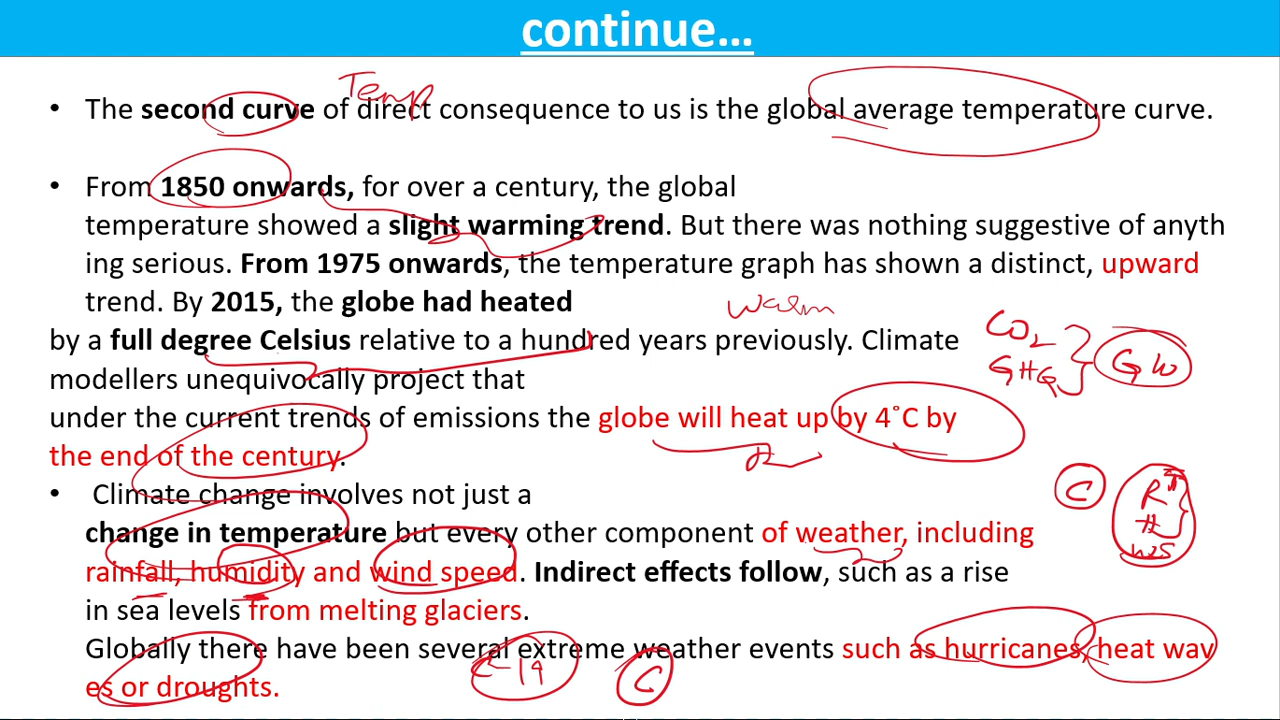 continue...
Temp
• The second curve of direct consequence to us is the global average temperature curve.
• From 1850 onwards, for over a century, the global
temperature showed a slight warming trend. But there was nothing suggestive of anyth
ing serious. From 1975 onwards, the temperature graph has shown a distinct, upward
trend. By 2015, the globe had heated
warm
by a full degree Celsius relative to a hundred years previously. Climate
CO2
GHG
GW
modellers unequivocally project that
under the current trends of emissions the globe will heat up by 4˚C by
the end of the century.
• Climate change involves not just a
C
R T
H
WS
change in temperature but every other component of weather, including
rainfall, humidity and wind speed. Indirect effects follow, such as a rise
in sea levels from melting glaciers.
Globally there have been several extreme weather events such as hurricanes, heat wav
es or droughts.
C-19
C